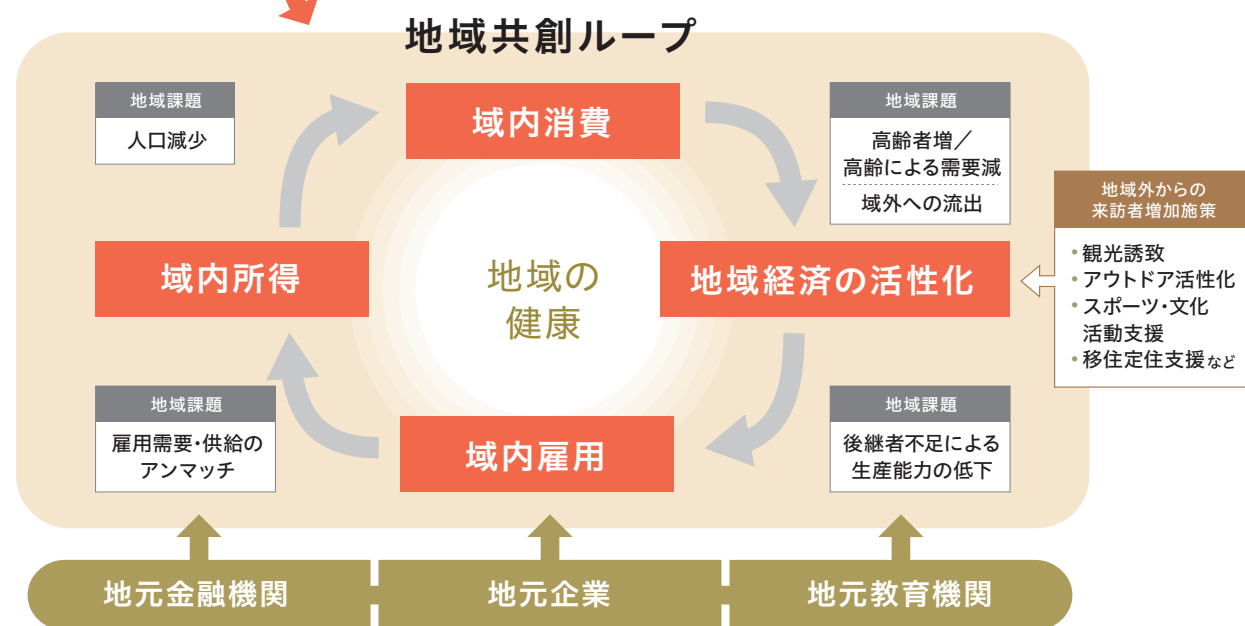 地域共創ループ
地域課題
人口減少
域内消費
地域課題
高齢者増／
高齢による需要減
域外への流出
地域外からの
来訪者増加施策
•観光誘致
•アウトドア活性化
•スポーツ・文化
活動支援
•移住定住支援など
域内所得
地域の
健康
地域経済の活性化
地域課題
雇用需要・供給の
アンマッチ
域内雇用
地域課題
後継者不足による
生産能力の低下
地元金融機関
地元企業
地元教育機関